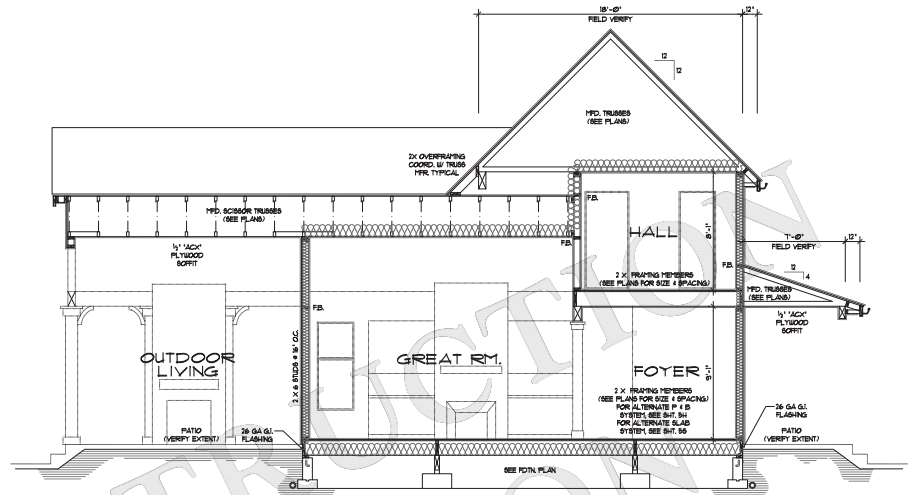 18'-0"
12"
FIELD VERIFY
12
12
MFD. TRUSSES
(SEE PLANS)
2X OVERFRAMING
COORD. W/ TRUSS
MFR. TYPICAL
MFD. SCISSOR TRUSSES
(SEE PLANS)
F.B.
HALL
8'-1"
F.B.
1/2" "ACX"
PLYWOOD
SOFFIT
7'-0"
12"
FIELD VERIFY
F.B.
12
4
2 X FRAMING MEMBERS
(SEE PLANS FOR SIZE & SPACING)
MFD. TRUSSES
(SEE PLANS)
F.B.
1/2" "ACX"
PLYWOOD
SOFFIT
OUTDOOR
LIVING
2 X 6 STUDS @ 16" O.C.
GREAT RM.
FOYER
9'-1"
2 X FRAMING MEMBERS
(SEE PLANS FOR SIZE & SPACING)
FOR ALTERNATE P & B
SYSTEM, SEE SHT. 5H
FOR ALTERNATE SLAB
SYSTEM, SEE SHT. 5S
PATIO
(VERIFY EXTENT)
26 GA G.I.
FLASHING
26 GA G.I.
FLASHING
PATIO
(VERIFY EXTENT)
SEE FDTN. PLAN